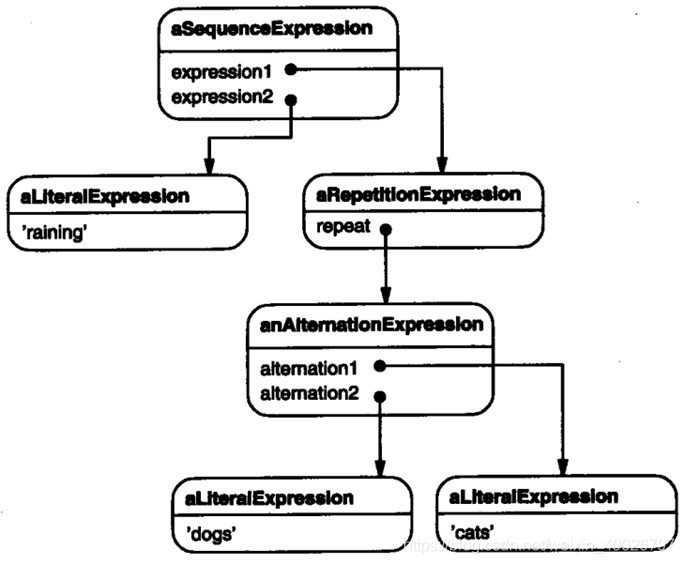 aSequenceExpression
expression1
expression2
aLiteralExpression
'raining'
aRepetitionExpression
repeat
anAlternationExpression
alternation1
alternation2
aLiteralExpression
'dogs'
aLiteralExpression
'cats'